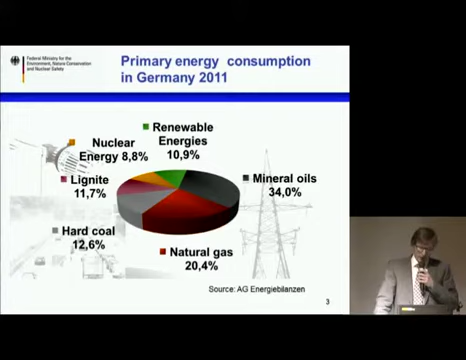 Federal Ministry for the
Environment, Nature Conservation
and Nuclear Safety
Primary energy consumption
in Germany 2011
Renewable
Energies
10,9%
Nuclear
Energy 8,8%
Mineral oils
34,0%
Lignite
11,7%
Hard coal
12,6%
Natural gas
20,4%
Source: AG Energiebilanzen
3